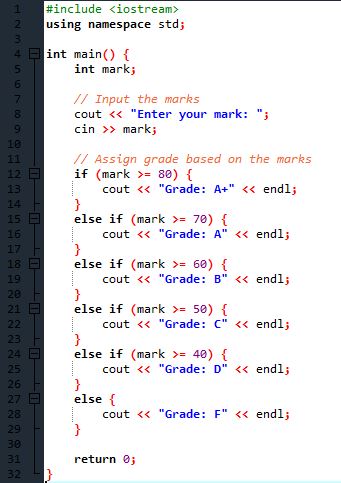 1 #include <iostream>
2 using namespace std;
3
4 int main() {
5     int mark;
6
7     // Input the marks
8     cout << "Enter your mark: ";
9     cin >> mark;
10
11     // Assign grade based on the marks
12     if (mark >= 80) {
13         cout << "Grade: A+" << endl;
14     }
15     else if (mark >= 70) {
16         cout << "Grade: A" << endl;
17     }
18     else if (mark >= 60) {
19         cout << "Grade: B" << endl;
20     }
21     else if (mark >= 50) {
22         cout << "Grade: C" << endl;
23     }
24     else if (mark >= 40) {
25         cout << "Grade: D" << endl;
26     }
27     else {
28         cout << "Grade: F" << endl;
29     }
30
31     return 0;
32 }